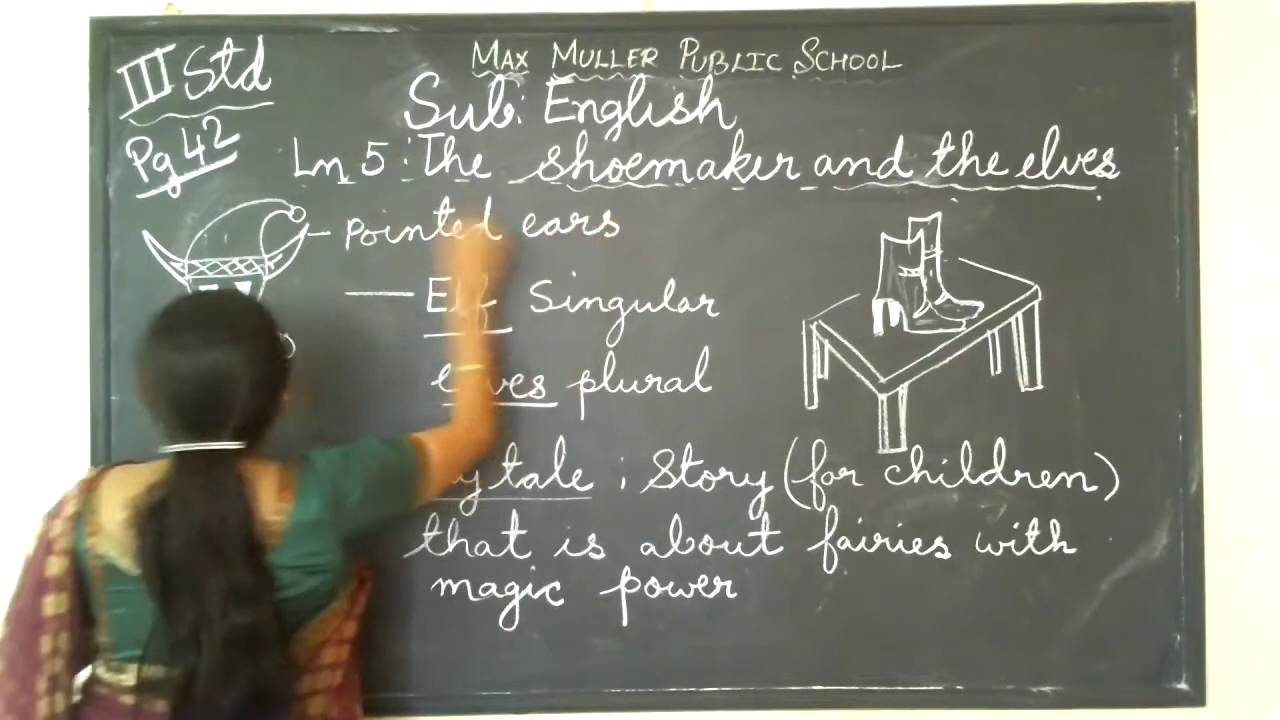 MAX MULLER PUBLIC SCHOOL
III Std
Sub: English
Pg 42
Ln 5 : The shoemaker and the elves
pointed ears
Elf Singular
elves plural
tale : Story (for children)
that is about fairies with
magic power